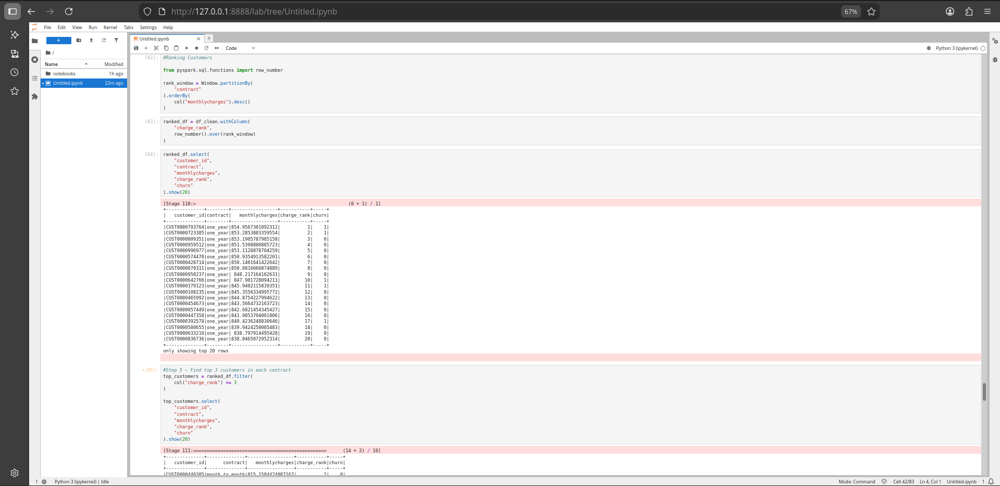 http://127.0.0.1:8888/lab/tree/Untitled.ipynb
67%
File Edit View Run Kernel Tabs Settings Help
+
/
Name Modified
notebooks 1h ago
Untitled.ipynb 22m ago
Untitled.ipynb
Code
Python 3 (ipykernel)
[82]:
#Ranking Customers
from pyspark.sql.functions import row_number
rank_window = Window.partitionBy(
    "contract"
).orderBy(
    col("monthlycharges").desc()
)
[83]:
ranked_df = df_clean.withColumn(
    "charge_rank",
    row_number().over(rank_window)
)
[84]:
ranked_df.select(
    "customer_id",
    "contract",
    "monthlycharges",
    "charge_rank",
    "churn"
).show(20)
[Stage 110:> (0 + 1) / 1]
+--------------+--------+-----------------+-----------+-----+
|   customer_id|contract|   monthlycharges|charge_rank|churn|
+--------------+--------+-----------------+-----------+-----+
|CUST0000793764|one_year|854.9567301092312|          1|    1|
|CUST0000723385|one_year|853.2853883359554|          2|    1|
|CUST0000009351|one_year|853.1905787985158|          3|    0|
|CUST0000959512|one_year|851.5398880885723|          4|    0|
|CUST0000996977|one_year|851.1128878704259|          5|    0|
|CUST0000574470|one_year|850.9354913582201|          6|    0|
|CUST0000428714|one_year|850.1401641422642|          7|    0|
|CUST0000070311|one_year|850.0816666874889|          8|    0|
|CUST0000950237|one_year| 848.217164162631|          9|    0|
|CUST0000642766|one_year| 847.981728094211|         10|    1|
|CUST0000379123|one_year|845.9402115839351|         11|    1|
|CUST0000108235|one_year|845.3556334995772|         12|    0|
|CUST0000465992|one_year|844.8754227994622|         13|    0|
|CUST0000454673|one_year|843.5664732163723|         14|    0|
|CUST0000057449|one_year|842.6821454345427|         15|    0|
|CUST0000447358|one_year|841.9853794001806|         16|    0|
|CUST0000392578|one_year|840.4236248830646|         17|    1|
|CUST0000580655|one_year|839.9424250005483|         18|    0|
|CUST0000633210|one_year| 838.797914495428|         19|    0|
|CUST0000836736|one_year|838.0465072952314|         20|    0|
+--------------+--------+-----------------+-----------+-----+
only showing top 20 rows
•[85]:
#Step 5 — Find top 3 customers in each contract
top_customers = ranked_df.filter(
    col("charge_rank") <= 3
)
top_customers.select(
    "customer_id",
    "contract",
    "monthlycharges",
    "charge_rank",
    "churn"
).show(20)
[Stage 111:================================================> (14 + 2) / 16]
+--------------+--------------+-----------------+-----------+-----+
|   customer_id|      contract|   monthlycharges|charge_rank|churn|
+--------------+--------------+-----------------+-----------+-----+
|CUST0000440385|month_to_month|815.1584474987167|          1|    0|
1 Python 3 (ipykernel) | Idle
Mode: Command Cell 42/83 Ln 4, Col 1 Untitled.ipynb 1